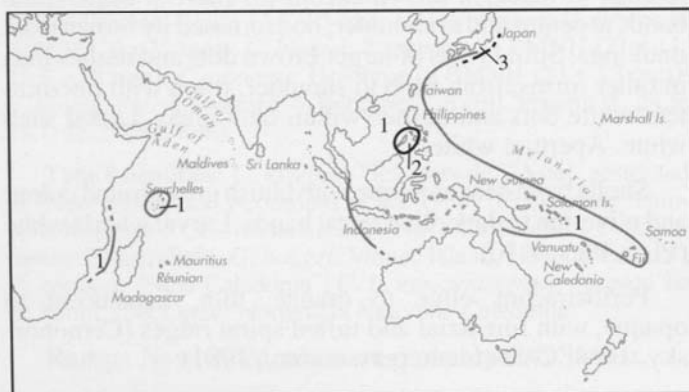 Japan
3
Gulf of
Oman
Gulf of
Aden
Taiwan
Philippines
1
Marshall Is.
Maldives
Sri Lanka
2
Seychelles
1
New Guinea
Solomon Is.
1
Indonesia
Samoa
1
Mauritius
Réunion
Madagascar
Vanuatu
New
Caledonia
Fiji